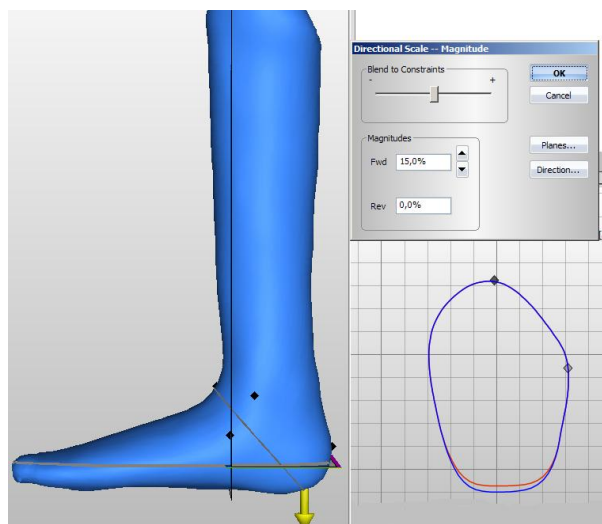 Directional Scale -- Magnitude
Blend to Constraints
- +
OK
Cancel
Magnitudes
Fwd 15,0%
Rev 0,0%
Planes...
Direction...